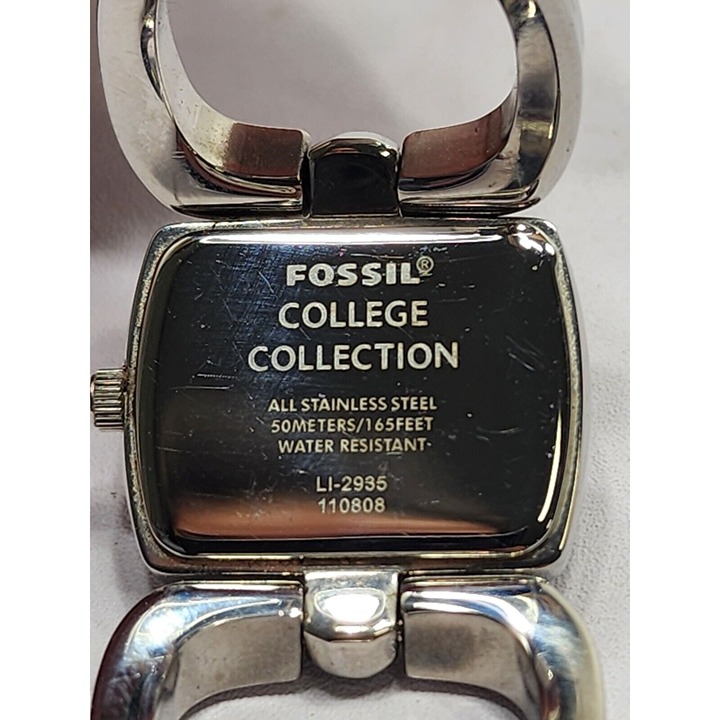 FOSSIL®
COLLEGE
COLLECTION
ALL STAINLESS STEEL
50METERS/165FEET
WATER RESISTANT
LI-2935
110808